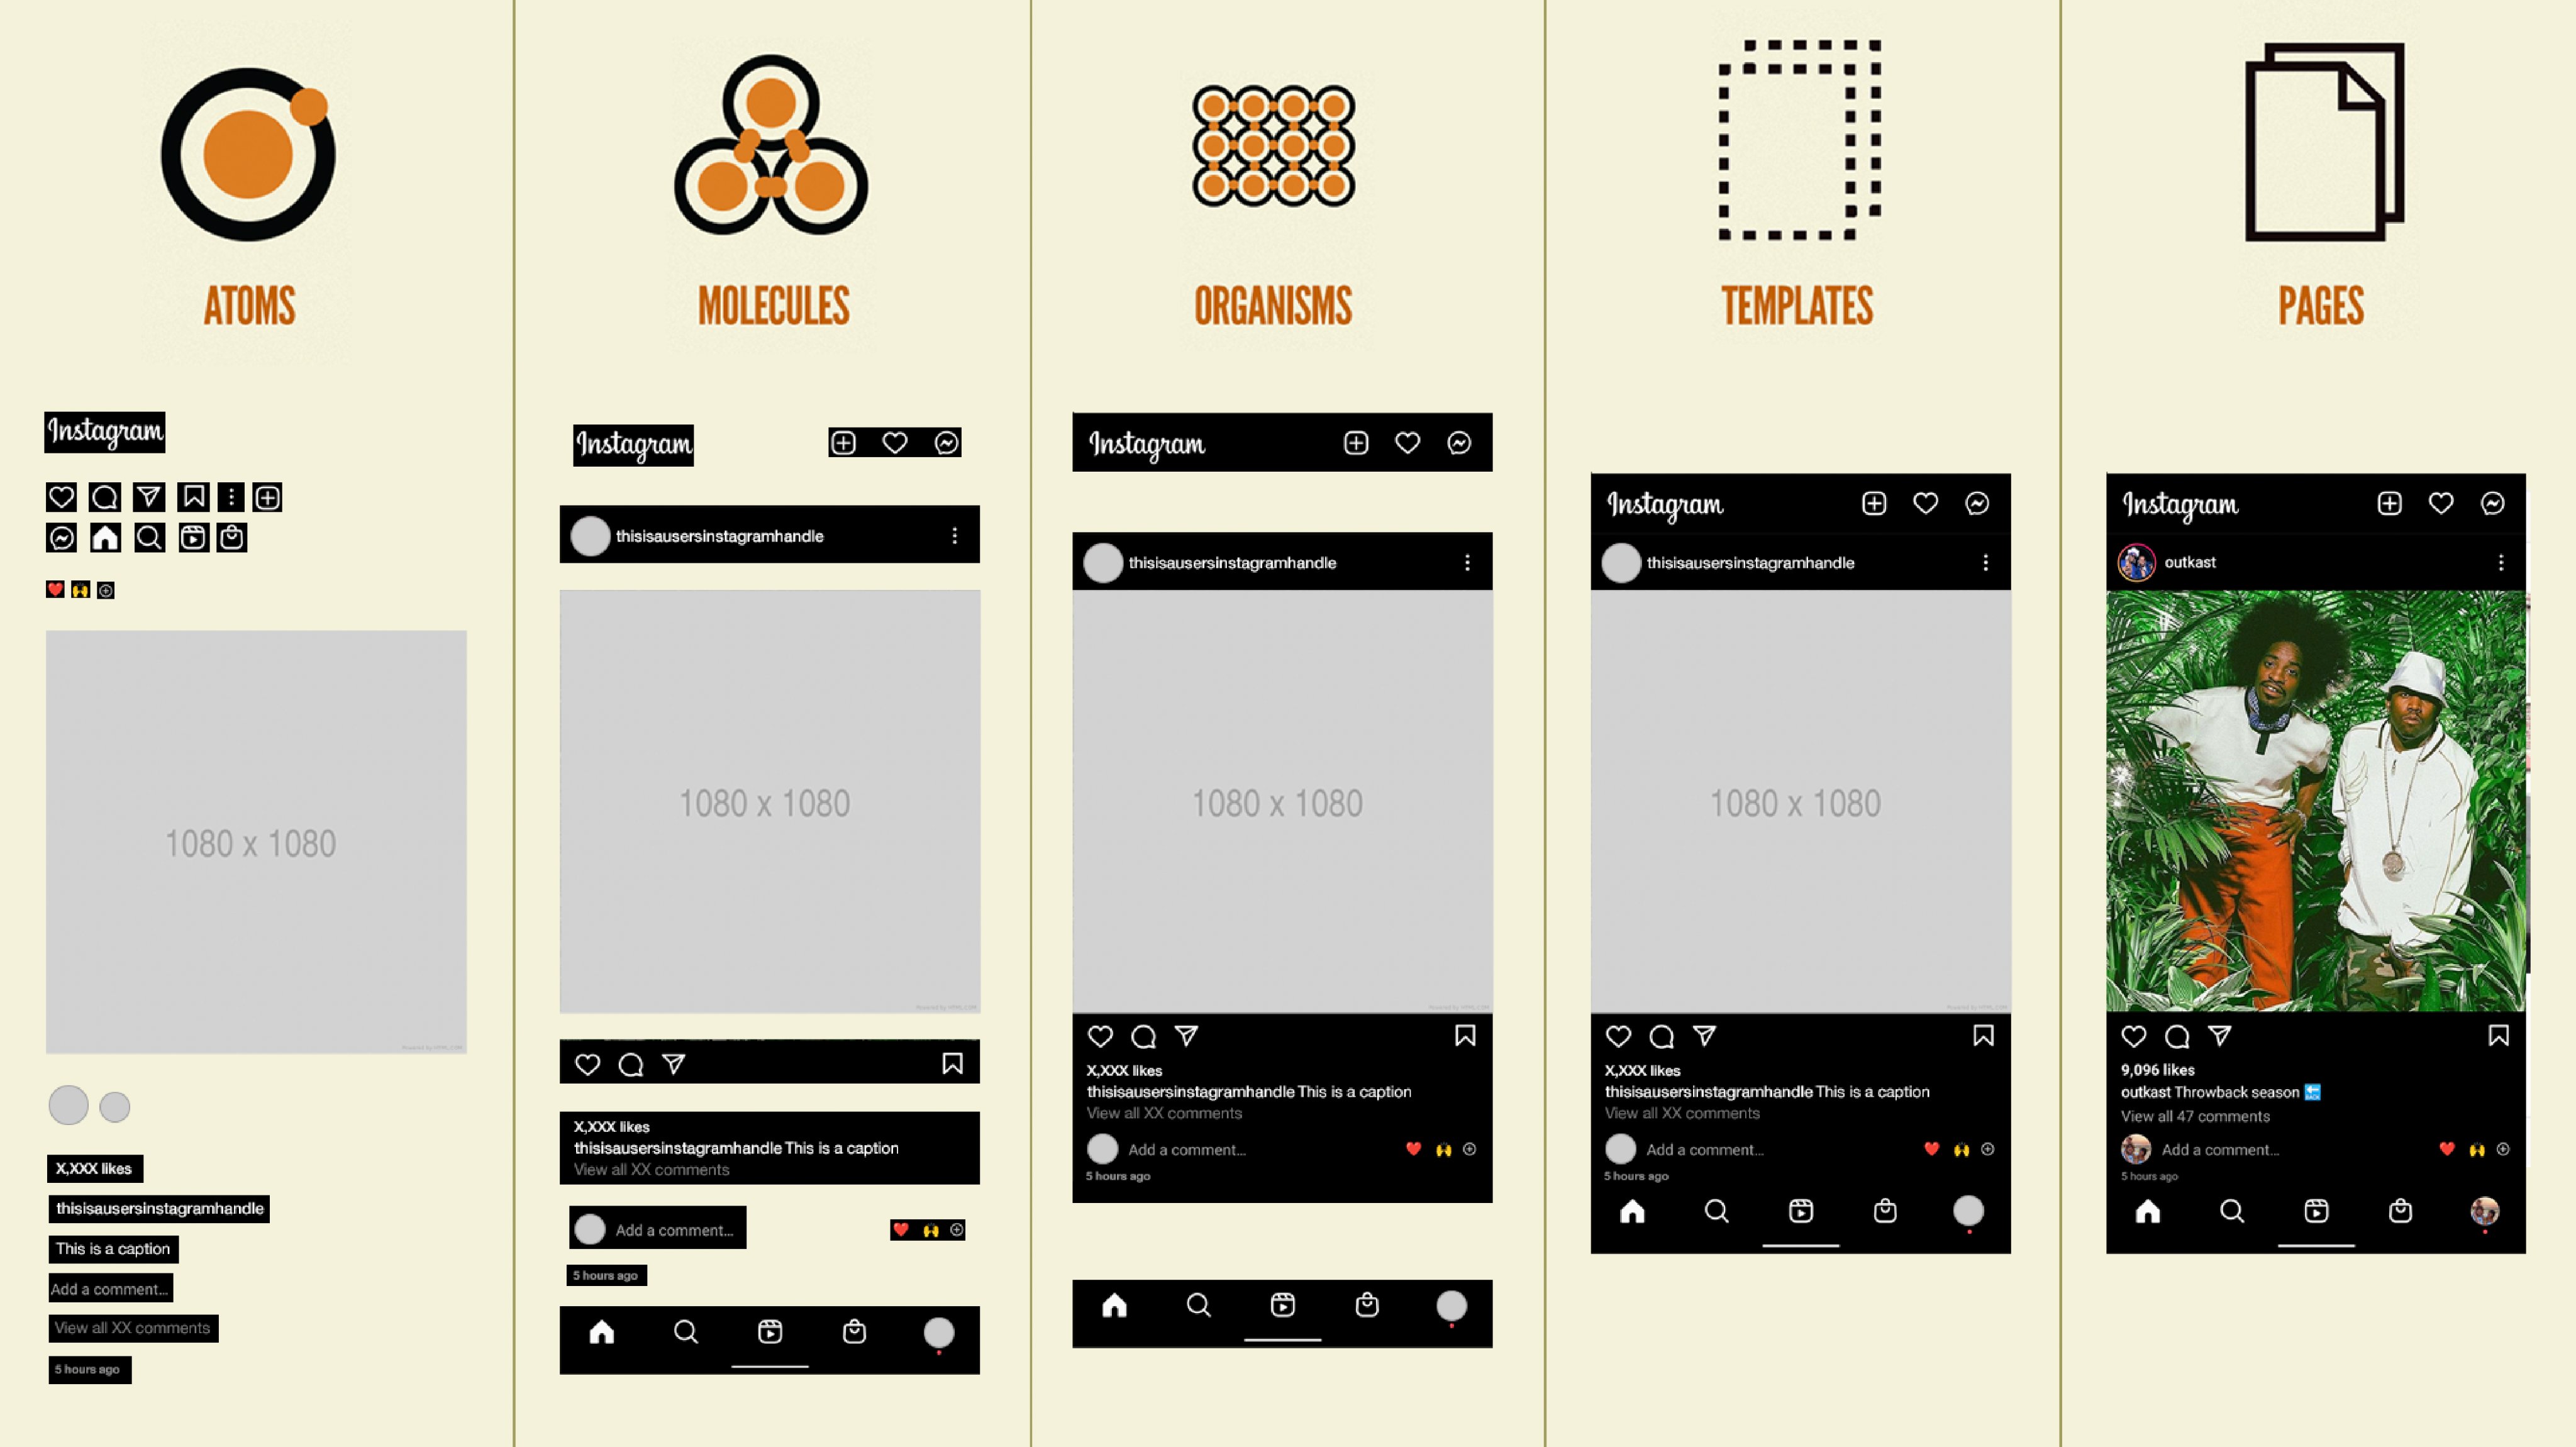 ATOMS
Instagram
1080 x 1080
X,XXX likes
thisisausersinstagramhandle
This is a caption
Add a comment...
View all XX comments
5 hours ago
MOLECULES
Instagram
thisisausersinstagramhandle
1080 x 1080
X,XXX likes
thisisausersinstagramhandle This is a caption
View all XX comments
Add a comment...
5 hours ago
ORGANISMS
Instagram
thisisausersinstagramhandle
1080 x 1080
X,XXX likes
thisisausersinstagramhandle This is a caption
View all XX comments
Add a comment...
5 hours ago
TEMPLATES
Instagram
thisisausersinstagramhandle
1080 x 1080
X,XXX likes
thisisausersinstagramhandle This is a caption
View all XX comments
Add a comment...
5 hours ago
PAGES
Instagram
outkast
9,096 likes
outkast Throwback season
View all 47 comments
Add a comment...
5 hours ago